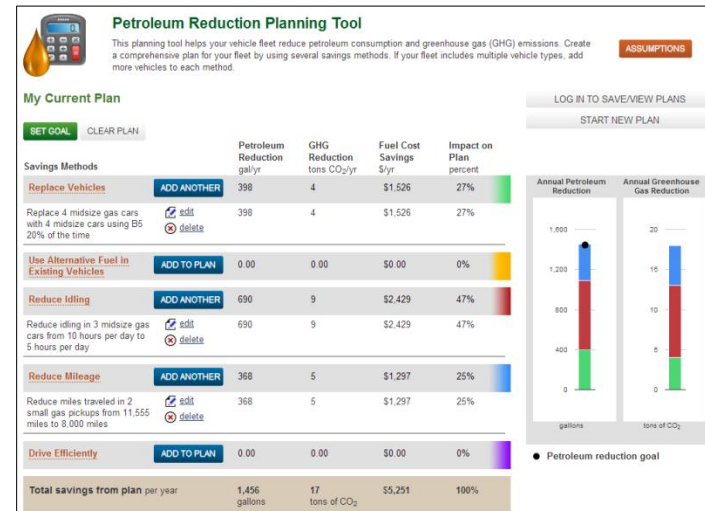 Petroleum Reduction Planning Tool
This planning tool helps your vehicle fleet reduce petroleum consumption and greenhouse gas (GHG) emissions. Create
a comprehensive plan for your fleet by using several savings methods. If your fleet includes multiple vehicle types, add
more vehicles to each method.
ASSUMPTIONS
My Current Plan
LOG IN TO SAVE/VIEW PLANS
START NEW PLAN
SET GOAL CLEAR PLAN
Savings Methods
Petroleum
Reduction
gal/yr
GHG
Reduction
tons CO2/yr
Fuel Cost
Savings
$/yr
Impact on
Plan
percent
Replace Vehicles ADD ANOTHER 398 4 $1,526 27%
Replace 4 midsize gas cars
with 4 midsize cars using B5
20% of the time
edit
delete
398 4 $1,526 27%
Use Alternative Fuel in
Existing Vehicles
ADD TO PLAN 0.00 0.00 $0.00 0%
Reduce Idling ADD ANOTHER 690 9 $2,429 47%
Reduce idling in 3 midsize gas
cars from 10 hours per day to
5 hours per day
edit
delete
690 9 $2,429 47%
Reduce Mileage ADD ANOTHER 368 5 $1,297 25%
Reduce miles traveled in 2
small gas pickups from 11,555
miles to 8,000 miles
edit
delete
368 5 $1,297 25%
Drive Efficiently ADD TO PLAN 0.00 0.00 $0.00 0%
Total savings from plan per year
1,456
gallons
17
tons of CO2
$5,251 100%
Annual Petroleum
Reduction
1,600
1,200
800
400
0
gallons
Annual Greenhouse
Gas Reduction
20
15
10
5
0
tons of CO2
Petroleum reduction goal